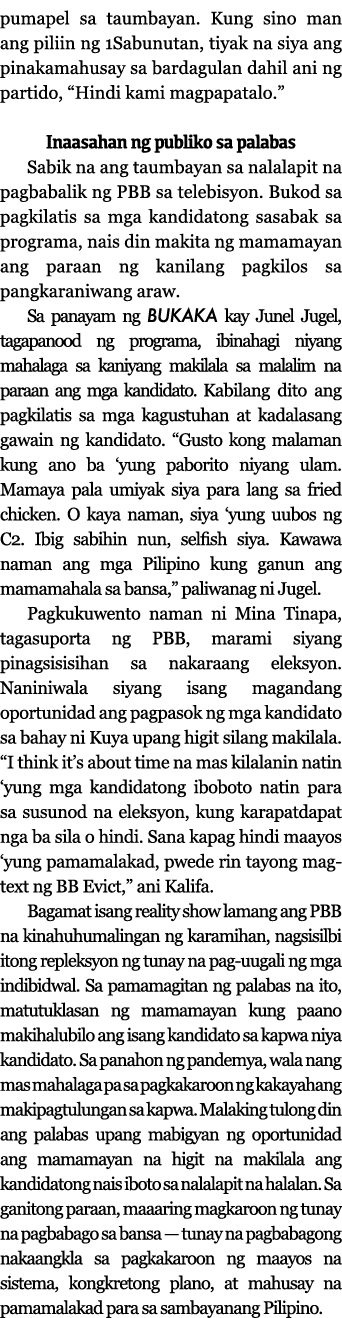 pumapel sa taumbayan. Kung sino man
ang piliin ng 1Sabunutan, tiyak na siya ang
pinakamahusay sa bardagulan dahil ani ng
partido, “Hindi kami magpapatalo.”
Inaasahan ng publiko sa palabas
Sabik na ang taumbayan sa nalalapit na
pagbabalik ng PBB sa telebisyon. Bukod sa
pagkilatis sa mga kandidatong sasabak sa
programa, nais din makita ng mamamayan
ang paraan ng kanilang pagkilos sa
pangkaraniwang araw.
Sa panayam ng BUKAKA kay Junel Jugel,
tagapanood ng programa, ibinahagi niyang
mahalaga sa kaniyang makilala sa malalim na
paraan ang mga kandidato. Kabilang dito ang
pagkilatis sa mga kagustuhan at kadalasang
gawain ng kandidato. “Gusto kong malaman
kung ano ba ‘yung paborito niyang ulam.
Mamaya pala umiyak siya para lang sa fried
chicken. O kaya naman, siya ‘yung uubos ng
C2. Ibig sabihin nun, selfish siya. Kawawa
naman ang mga Pilipino kung ganun ang
mamamahala sa bansa,” paliwanag ni Jugel.
Pagkukuwento naman ni Mina Tinapa,
tagasuporta ng PBB, marami siyang
pinagsisisihan sa nakaraang eleksyon.
Naniniwala siyang isang magandang
oportunidad ang pagpasok ng mga kandidato
sa bahay ni Kuya upang higit silang makilala.
“I think it’s about time na mas kilalanin natin
‘yung mga kandidatong iboboto natin para
sa susunod na eleksyon, kung karapatdapat
nga ba sila o hindi. Sana kapag hindi maayos
‘yung pamamalakad, pwede rin tayong mag-
text ng BB Evict,” ani Kalifa.
Bagamat isang reality show lamang ang PBB
na kinahuhumalingan ng karamihan, nagsisilbi
itong repleksyon ng tunay na pag-uugali ng mga
indibidwal. Sa pamamagitan ng palabas na ito,
matutuklasan ng mamamayan kung paano
makihalubilo ang isang kandidato sa kapwa niya
kandidato. Sa panahon ng pandemya, wala nang
mas mahalaga pa sa pagkakaroon ng kakayahang
makipagtulungan sa kapwa. Malaking tulong din
ang palabas upang mabigyan ng oportunidad
ang mamamayan na higit na makilala ang
kandidatong nais iboto sa nalalapit na halalan. Sa
ganitong paraan, maaaring magkaroon ng tunay
na pagbabago sa bansa — tunay na pagbabagong
nakaangkla sa pagkakaroon ng maayos na
sistema, kongkretong plano, at mahusay na
pamamalakad para sa sambayanang Pilipino.